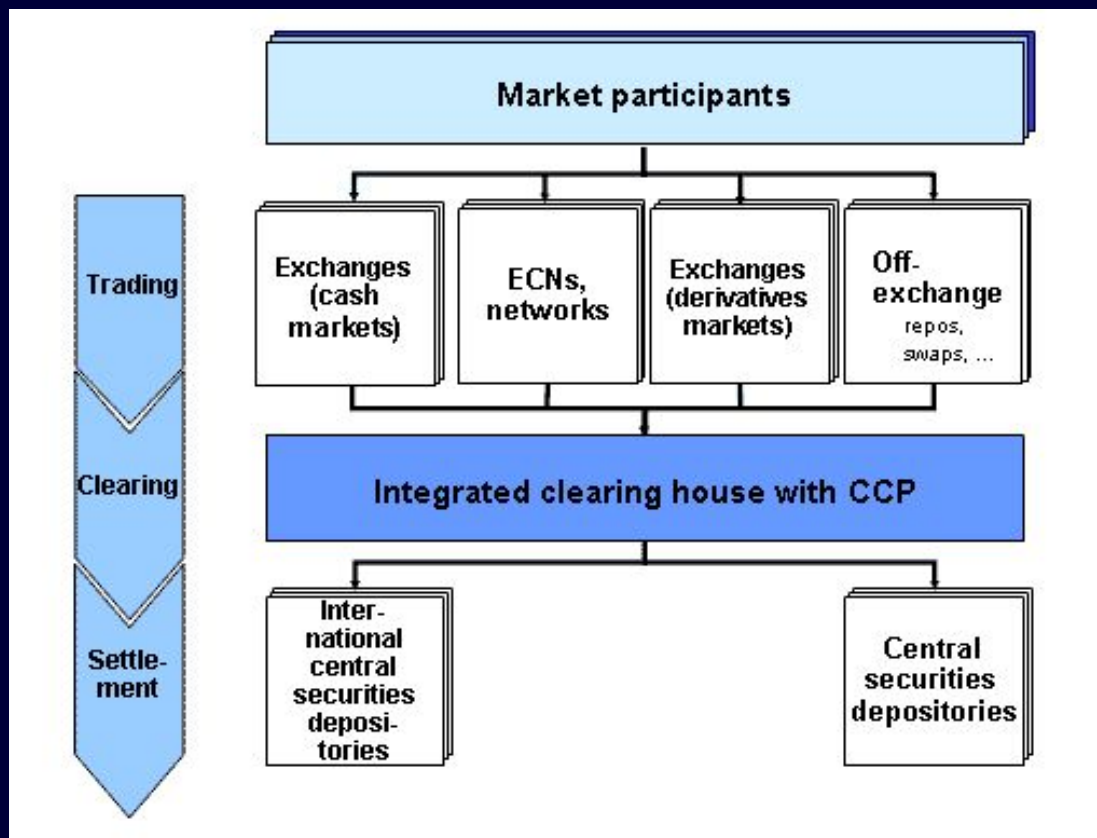 Market participants
Trading
Exchanges
(cash
markets)
ECNs,
networks
Exchanges
(derivatives
markets)
Off-
exchange
repos,
swaps, ...
Clearing
Integrated clearing house with CCP
Settle-
ment
Inter-
national
central
securities
deposi-
tories
Central
securities
depositories